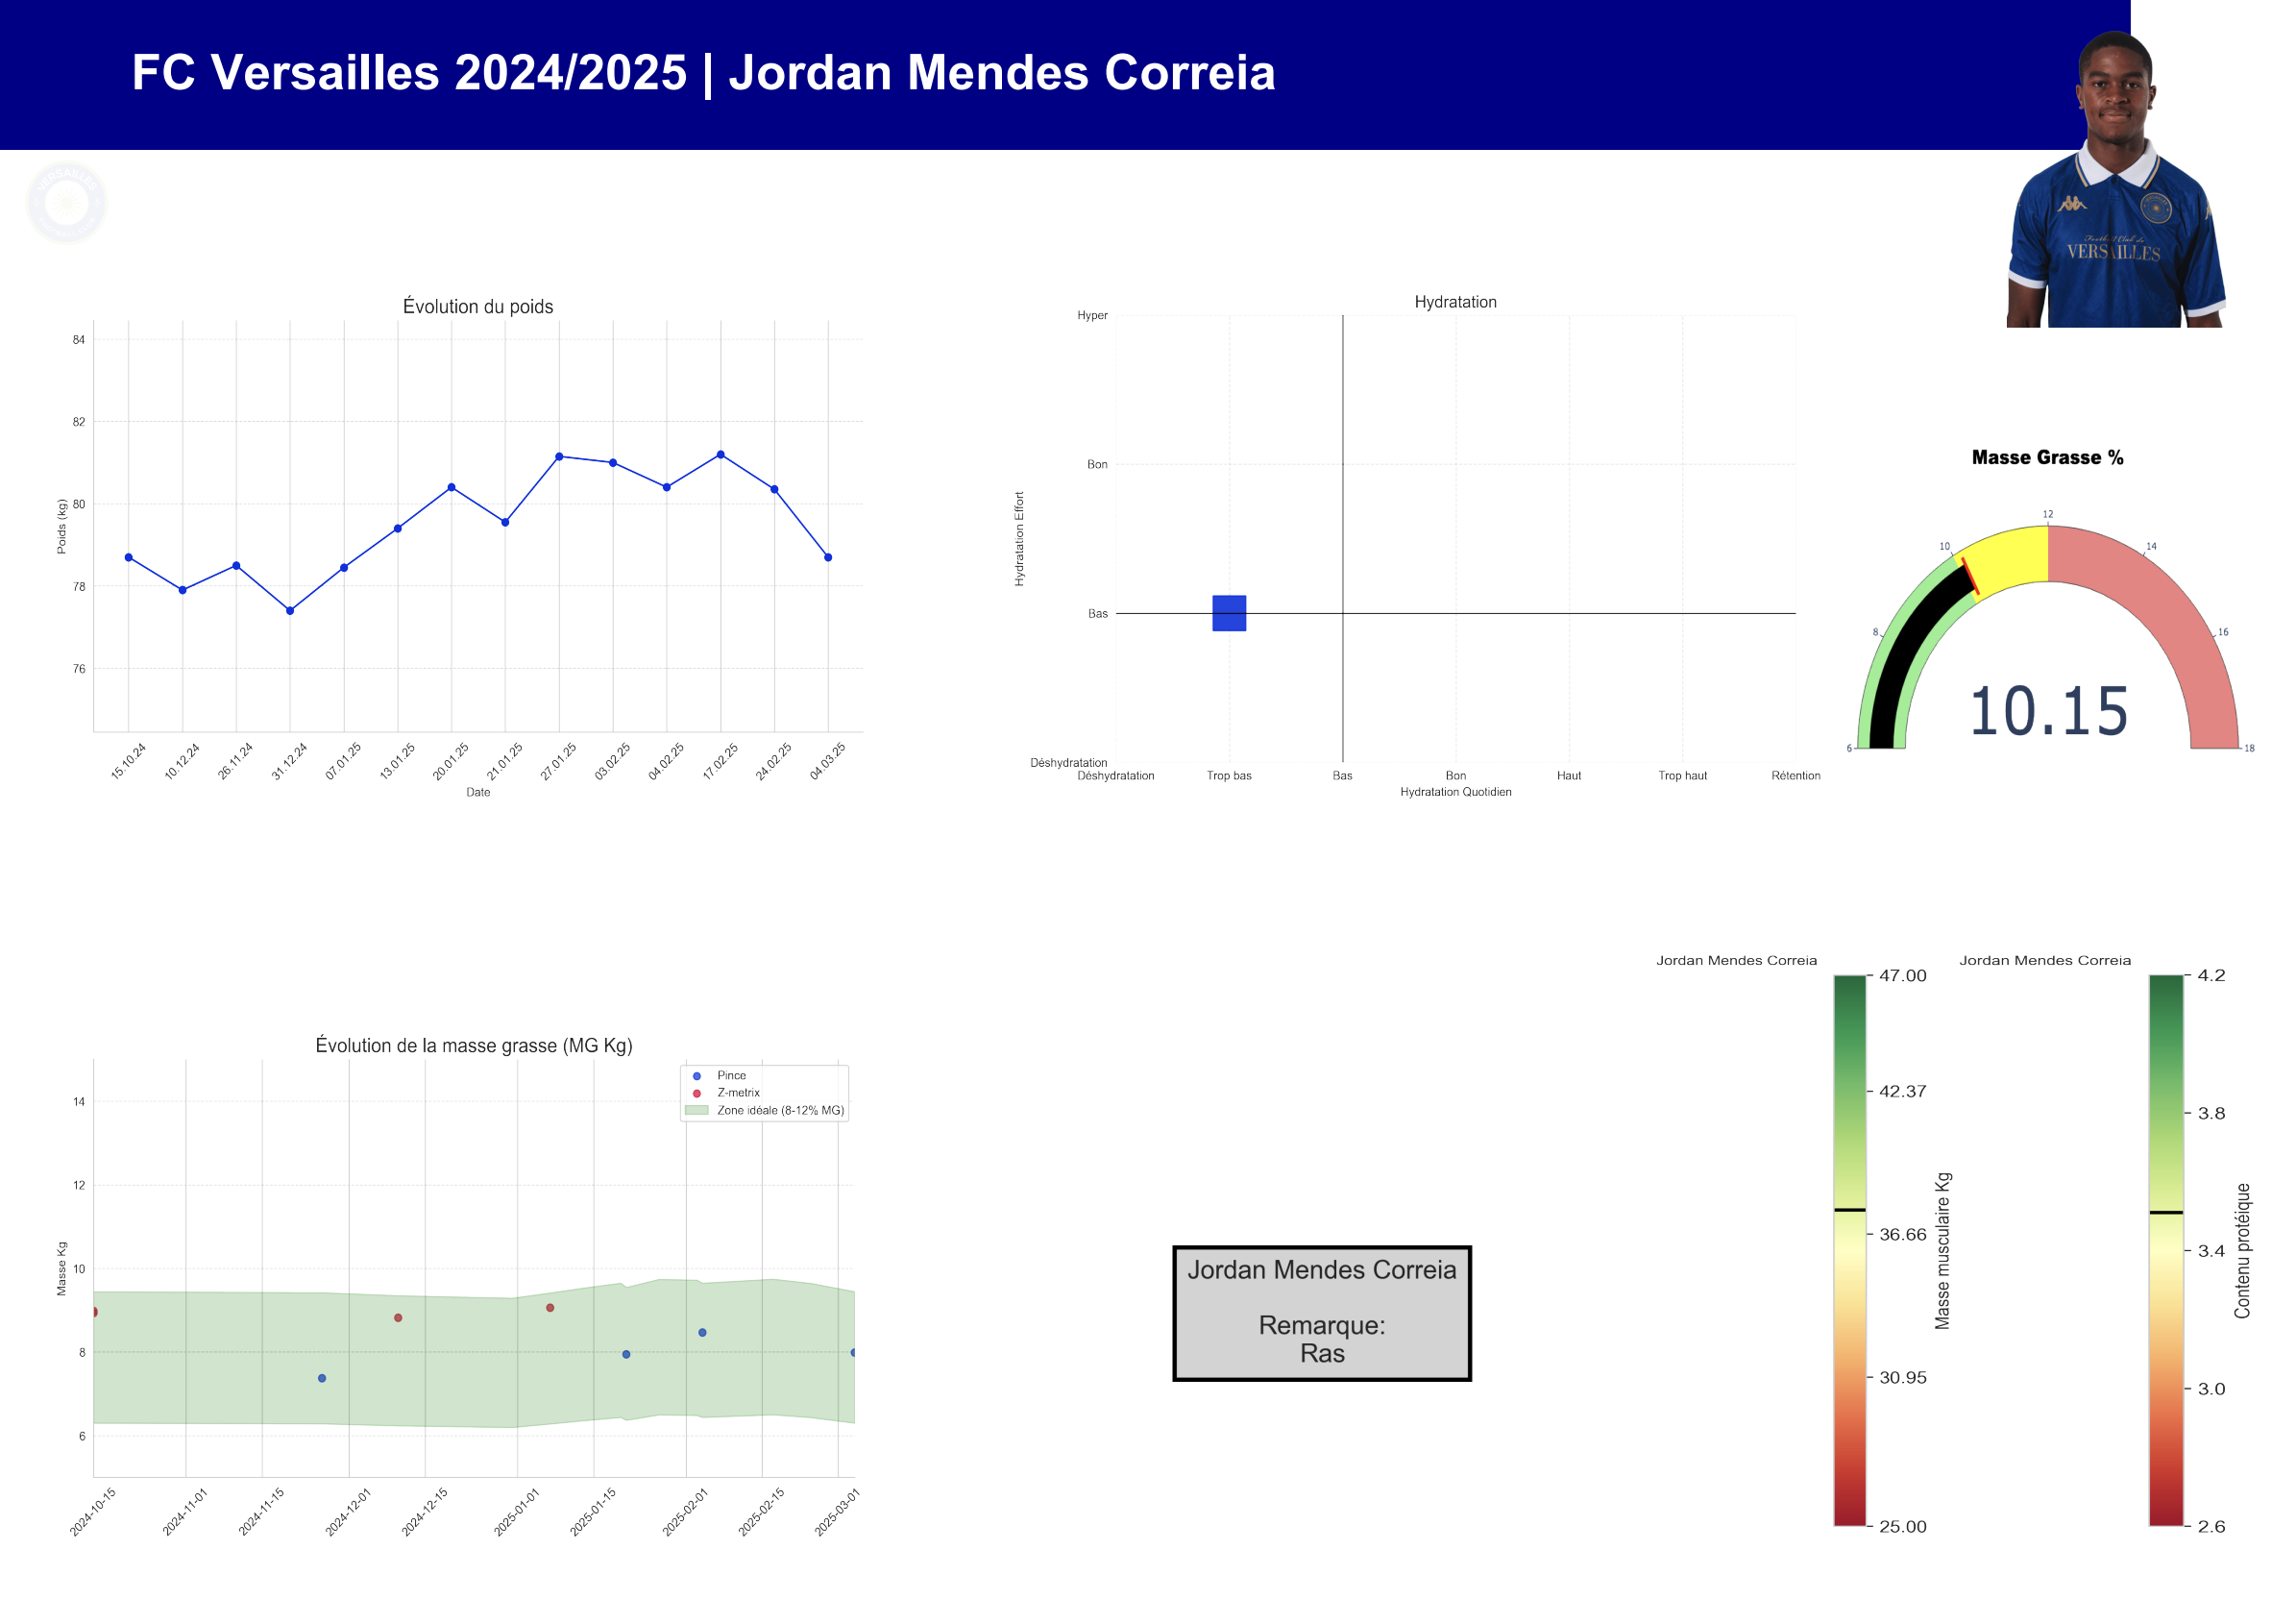 FC Versailles 2024/2025 | Jordan Mendes Correia
VERSAILLES
Football Club de
VERSAILLES
Évolution du poids
84
82
80
78
76
Poids (kg)
15.10.24
10.12.24
26.11.24
31.12.24
07.01.25
13.01.25
20.01.25
21.01.25
27.01.25
03.02.25
04.02.25
17.02.25
24.02.25
04.03.25
Date
Hydratation
Hyper
Bon
Bas
Déshydratation
Hydratation Effort
Déshydratation
Trop bas
Bas
Bon
Haut
Trop haut
Rétention
Hydratation Quotidien
Masse Grasse %
6
8
10
12
14
16
18
10.15
Évolution de la masse grasse (MG Kg)
Pince
Z-metrix
Zone idéale (8-12% MG)
14
12
10
8
6
Masse Kg
2024-10-15
2024-11-01
2024-11-15
2024-12-01
2024-12-15
2025-01-01
2025-01-15
2025-02-01
2025-02-15
2025-03-01
Jordan Mendes Correia
Remarque:
Ras
Jordan Mendes Correia
47.00
42.37
36.66
30.95
25.00
Masse musculaire Kg
Jordan Mendes Correia
4.2
3.8
3.4
3.0
2.6
Contenu protéique